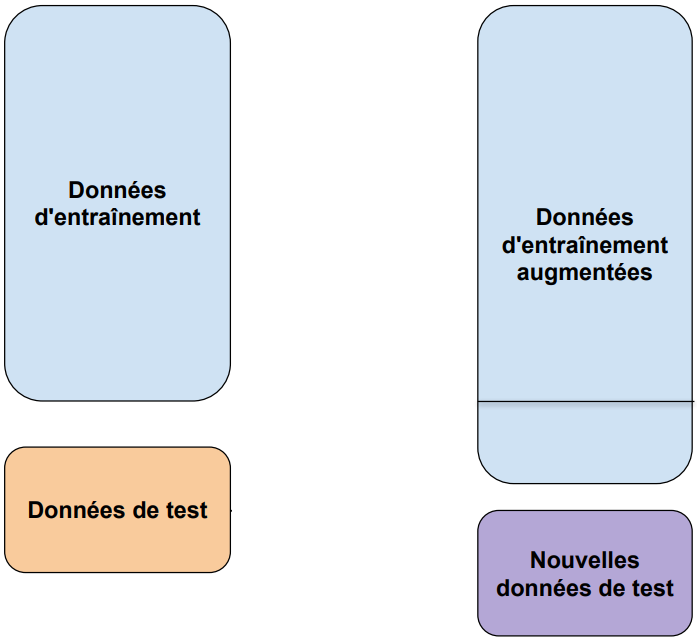 Données
d'entraînement
Données de test
Données
d'entraînement
augmentées
Nouvelles
données de test